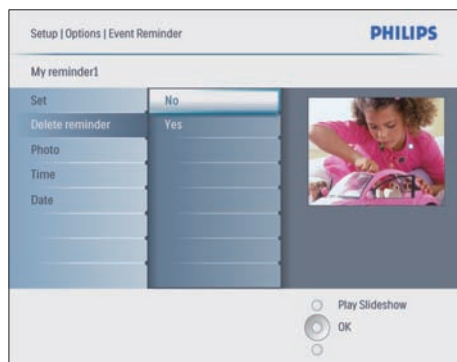 Setup | Options | Event Reminder
PHILIPS
My reminder1
Set
No
Delete reminder
Yes
Photo
Time
Date
Play Slideshow
OK